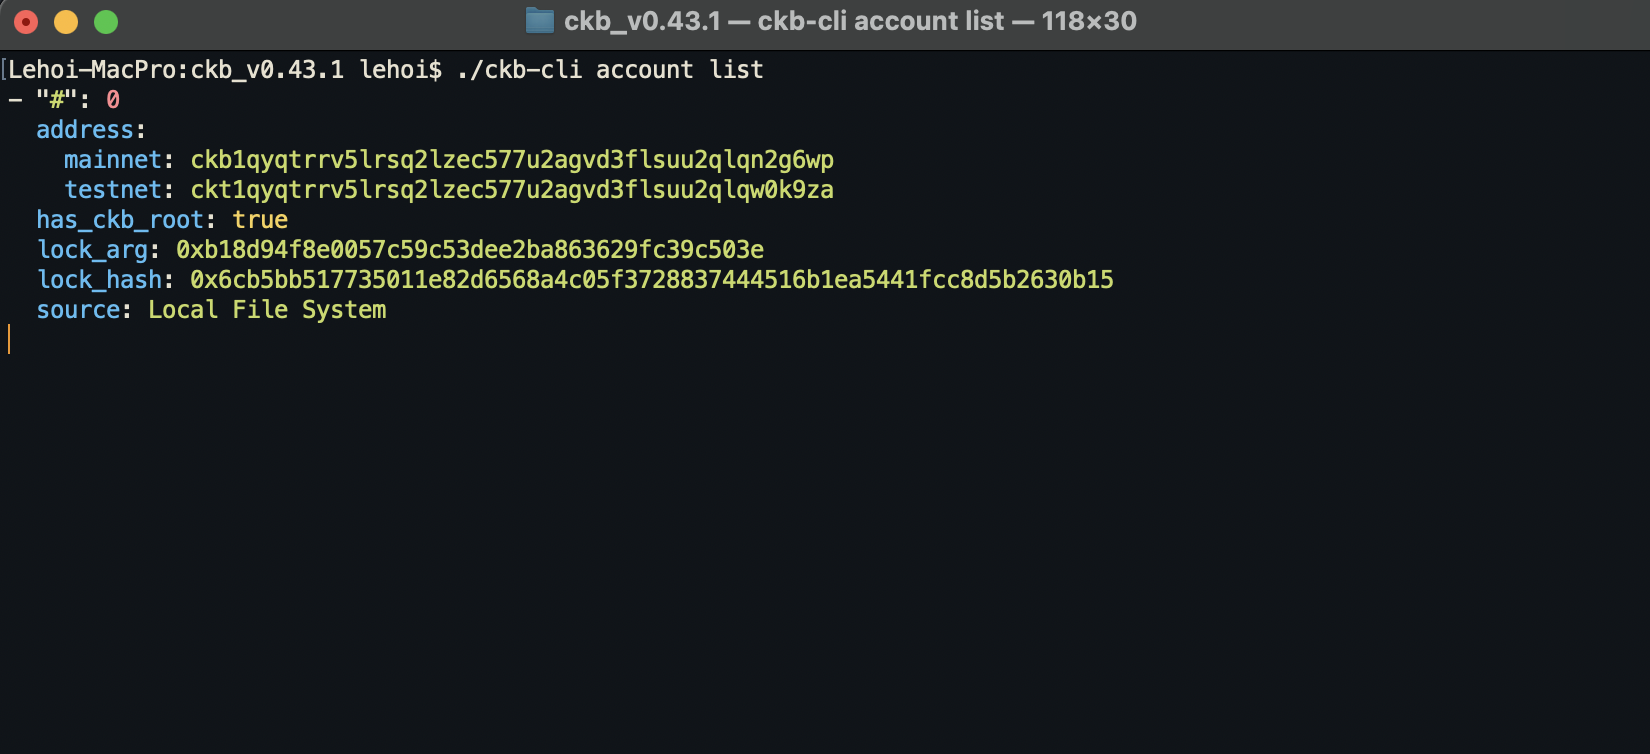 ckb_v0.43.1 — ckb-cli account list — 118×30
[Lehoi-MacPro:ckb_v0.43.1 lehoi$ ./ckb-cli account list
- "#": 0
  address:
    mainnet: ckb1qyqtrrv5lrsq2lzec577u2agvd3flsuu2qlqn2g6wp
    testnet: ckt1qyqtrrv5lrsq2lzec577u2agvd3flsuu2qlqw0k9za
  has_ckb_root: true
  lock_arg: 0xb18d94f8e0057c59c53dee2ba863629fc39c503e
  lock_hash: 0x6cb5bb517735011e82d6568a4c05f3728837444516b1ea5441fcc8d5b2630b15
  source: Local File System